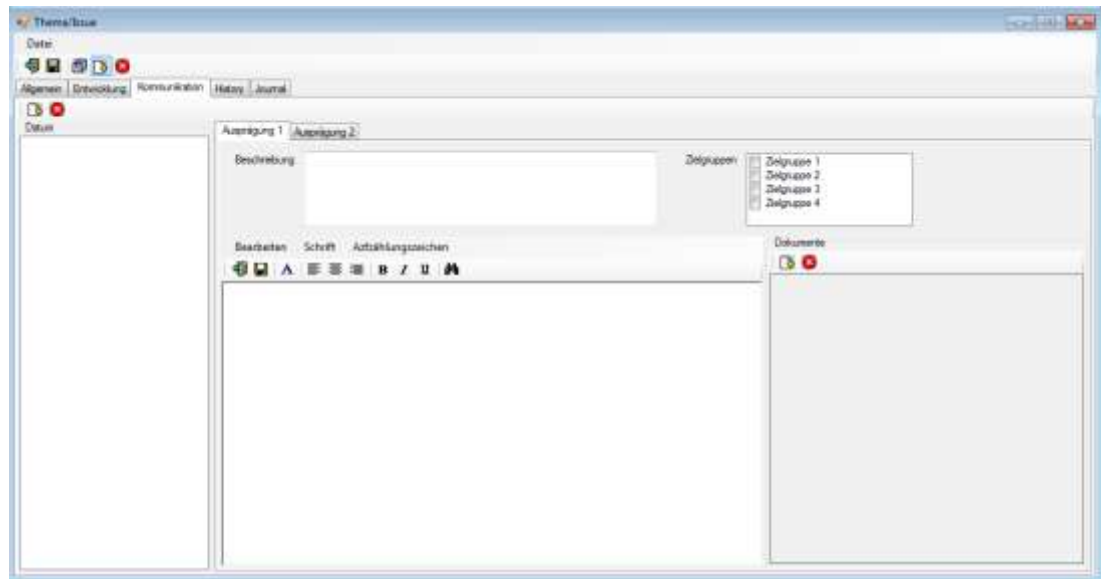 Thema/Issue
Datei
Allgemein Entwicklung Kommunikation History Journal
Datum
Ausprägung 1 Ausprägung 2
Beschreibung
Zielgruppen
Zielgruppe 1
Zielgruppe 2
Zielgruppe 3
Zielgruppe 4
Bearbeiten Schrift Aufzählungszeichen
Dokumente
A B I U